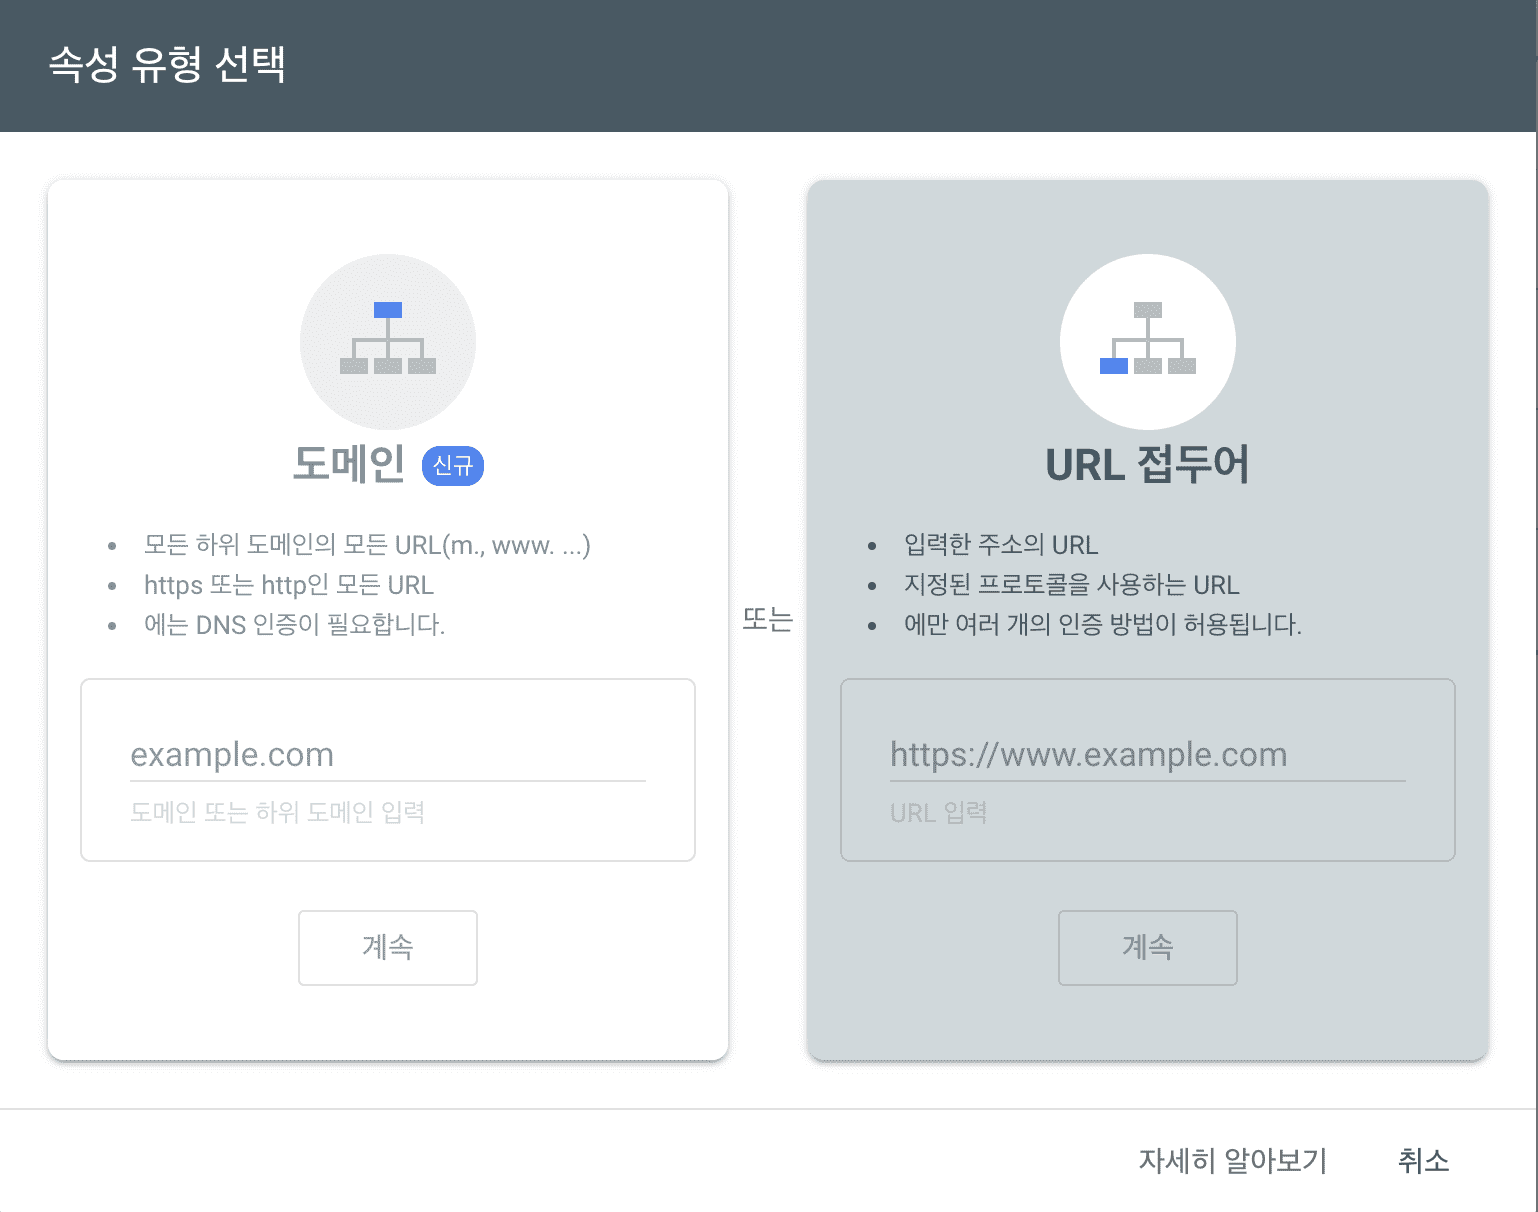 속성 유형 선택
도메인 신규
모든 하위 도메인의 모든 URL(m., www. ...)
https 또는 http인 모든 URL
에는 DNS 인증이 필요합니다.
example.com
도메인 또는 하위 도메인 입력
계속
또는
URL 접두어
입력한 주소의 URL
지정된 프로토콜을 사용하는 URL
에만 여러 개의 인증 방법이 허용됩니다.
https://www.example.com
URL 입력
계속
자세히 알아보기 취소